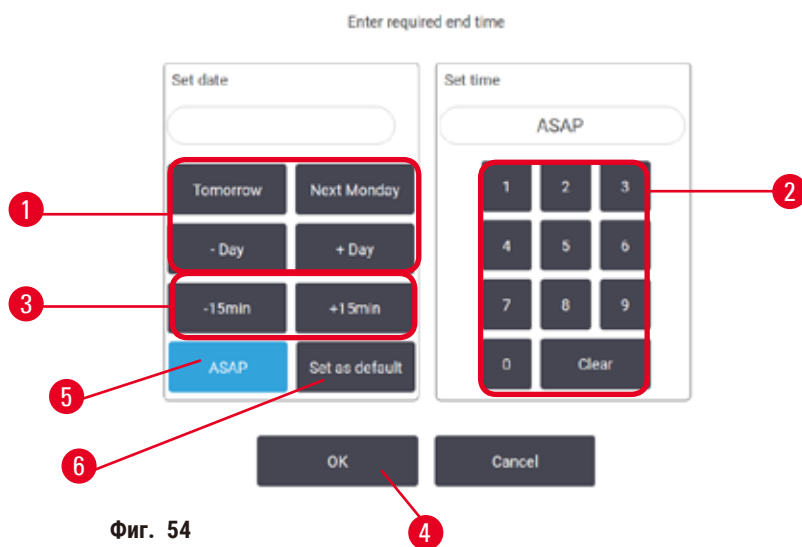 Enter required end time
Set date
Set time
ASAP
Tomorrow Next Monday
- Day + Day
-15min +15min
ASAP Set as default
1 2 3
4 5 6
7 8 9
0 Clear
OK Cancel
1
2
3
5
6
4
Фиг. 54